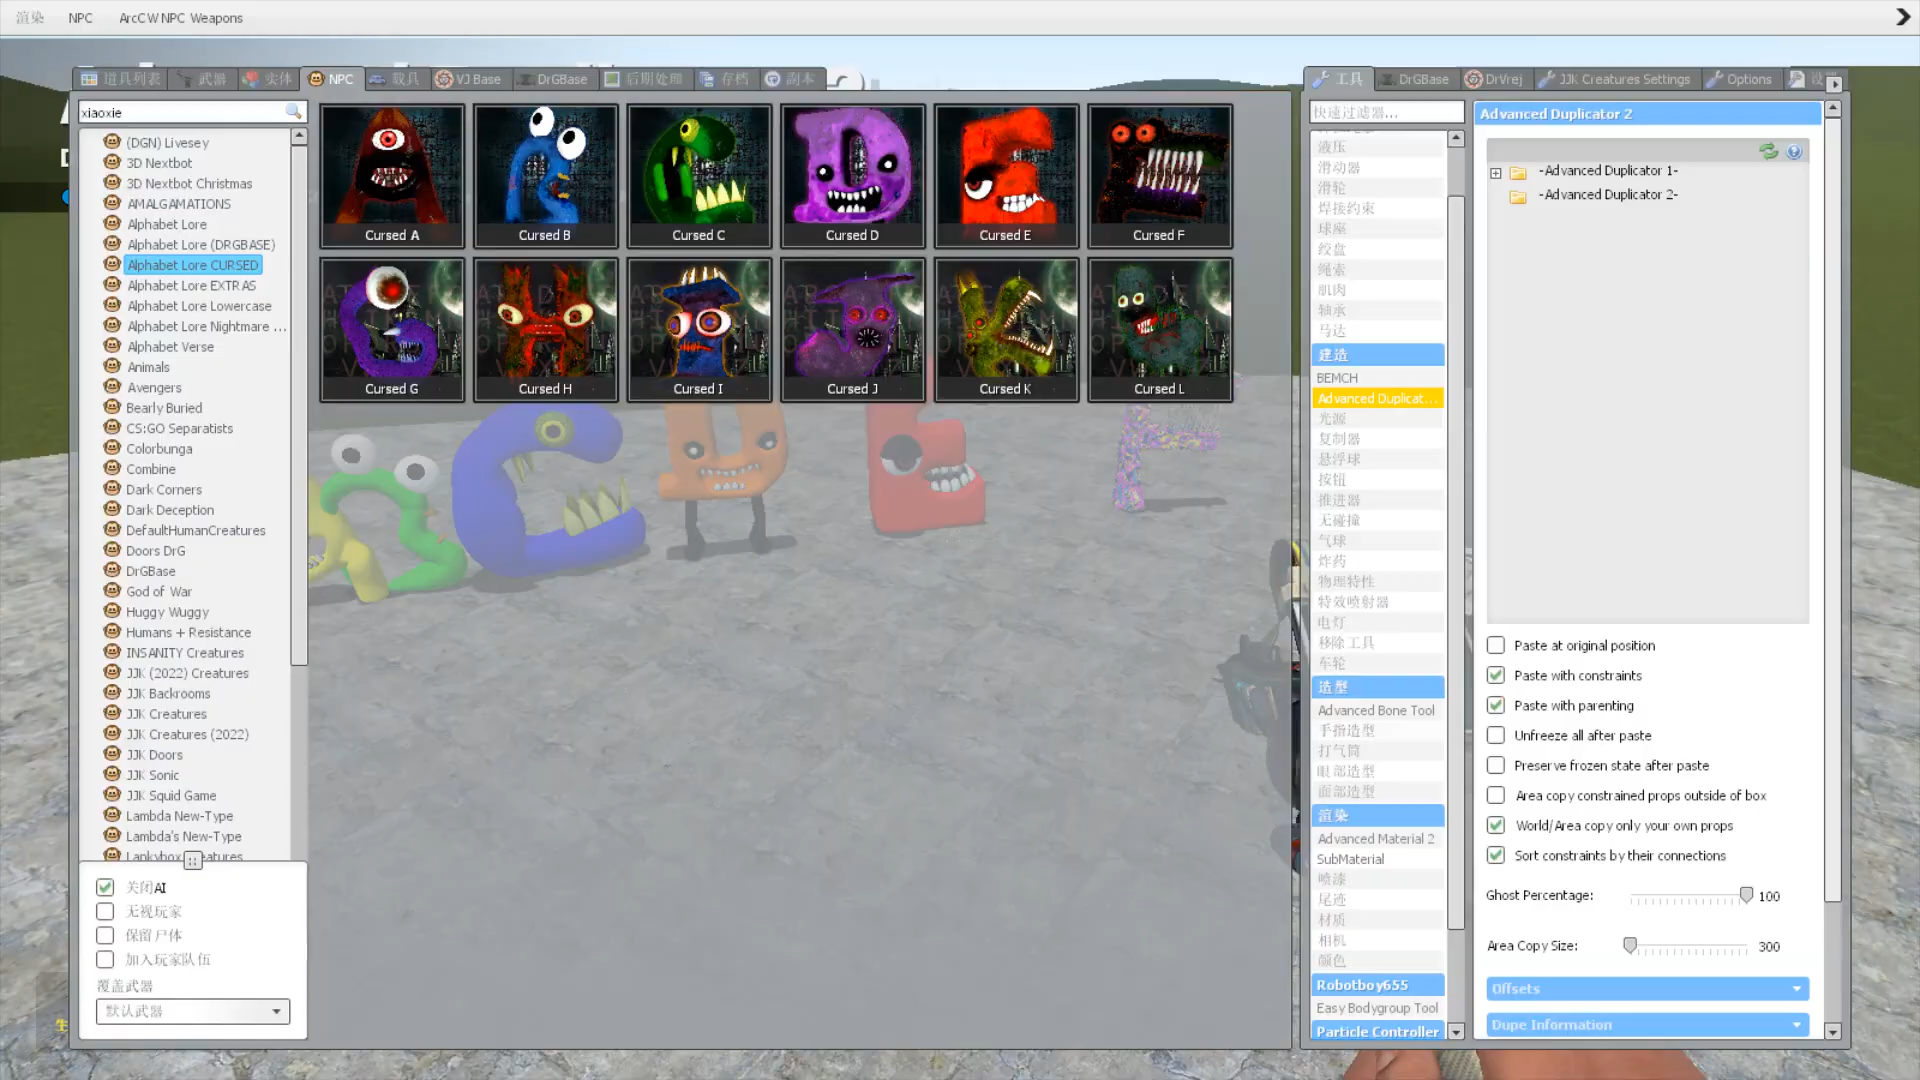 渲染 NPC ArcCW NPC Weapons
道具列表 武器 实体 NPC 载具 VJ Base DrGBase 后期处理 存档 副本
工具 DrGBase DrVrej JJK Creatures Settings Options
xiaoxie
(DGN) Livesey
3D Nextbot
3D Nextbot Christmas
AMALGAMATIONS
Alphabet Lore
Alphabet Lore (DRGBASE)
Alphabet Lore CURSED
Alphabet Lore EXTRAS
Alphabet Lore Lowercase
Alphabet Lore Nightmare ...
Alphabet Verse
Animals
Avengers
Bearly Buried
CS:GO Separatists
Colorbunga
Combine
Dark Corners
Dark Deception
DefaultHumanCreatures
Doors DrG
DrGBase
God of War
Huggy Wuggy
Humans + Resistance
INSANITY Creatures
JJK (2022) Creatures
JJK Backrooms
JJK Creatures
JJK Creatures (2022)
JJK Doors
JJK Sonic
JJK Squid Game
Lambda New-Type
Lambda's New-Type
关闭AI
无视玩家
保留尸体
加入玩家队伍
覆盖武器
默认武器
Cursed A
Cursed B
Cursed C
Cursed D
Cursed E
Cursed F
Cursed G
Cursed H
Cursed I
Cursed J
Cursed K
Cursed L
快速过滤器...
液压
滑动器
滑轮
焊接约束
球座
绞盘
绳索
肌肉
轴承
马达
建造
BEMCH
Advanced Duplicat...
光源
复制器
悬浮球
按钮
推进器
无碰撞
气球
炸药
物理特性
特效喷射器
电灯
移除工具
车轮
造型
Advanced Bone Tool
手指造型
打气筒
眼部造型
面部造型
渲染
Advanced Material 2
SubMaterial
喷漆
尾迹
材质
相机
颜色
Robotboy655
Easy Bodygroup Tool
Particle Controller
Advanced Duplicator 2
-Advanced Duplicator 1-
-Advanced Duplicator 2-
Paste at original position
Paste with constraints
Paste with parenting
Unfreeze all after paste
Preserve frozen state after paste
Area copy constrained props outside of box
World/Area copy only your own props
Sort constraints by their connections
Ghost Percentage: 100
Area Copy Size: 300
Offsets
Dupe Information